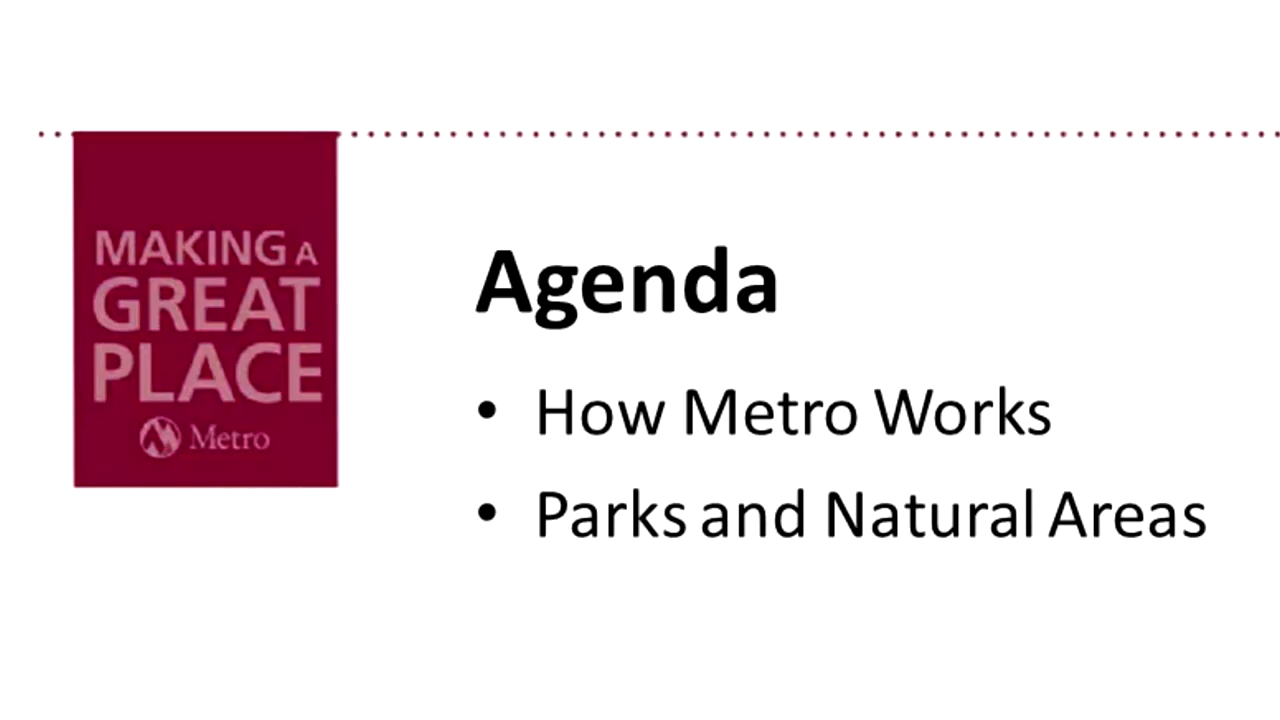 MAKING A
GREAT
PLACE
Metro
Agenda
• How Metro Works
• Parks and Natural Areas